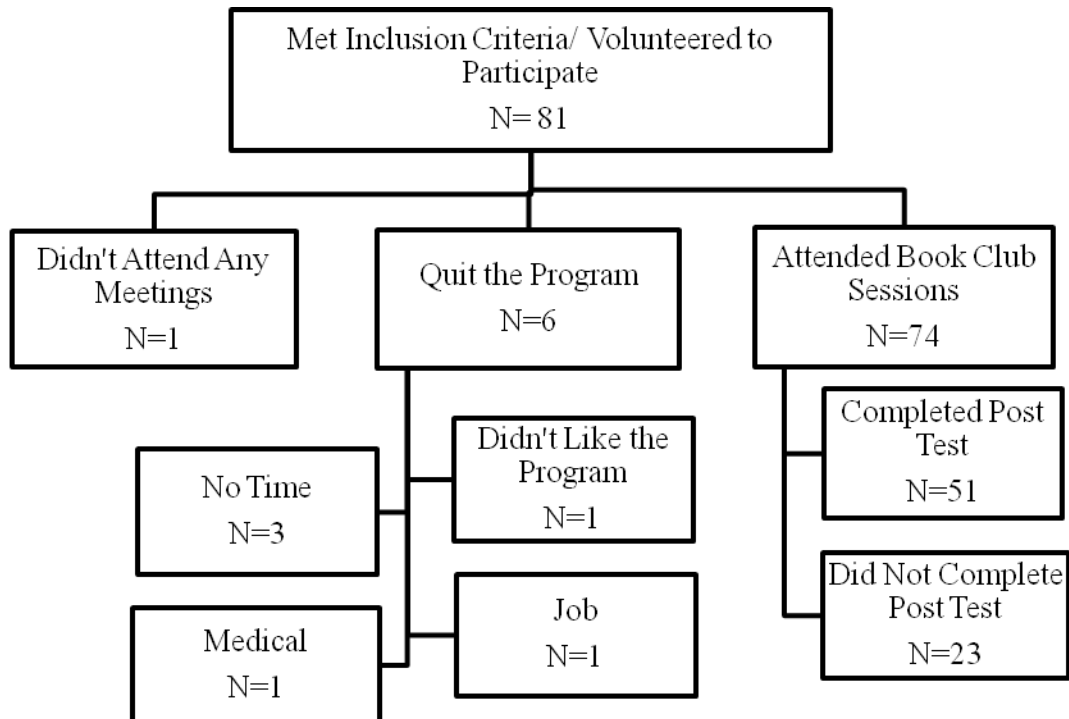 Met Inclusion Criteria/ Volunteered to
Participate
N= 81
Didn't Attend Any
Meetings
N=1
Quit the Program
N=6
Attended Book Club
Sessions
N=74
No Time
N=3
Didn't Like the
Program
N=1
Medical
N=1
Job
N=1
Completed Post
Test
N=51
Did Not Complete
Post Test
N=23